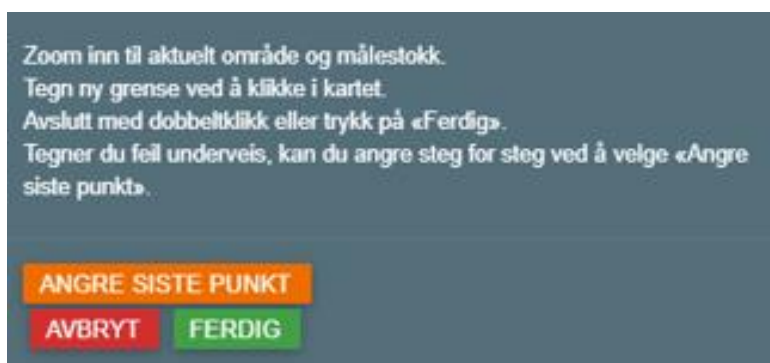 Zoom inn til aktuelt område og målestokk.
Tegn ny grense ved å klikke i kartet.
Avslutt med dobbeltklikk eller trykk på «Ferdig».
Tegner du feil underveis, kan du angre steg for steg ved å velge «Angre
siste punkt».
ANGRE SISTE PUNKT
AVBRYT FERDIG